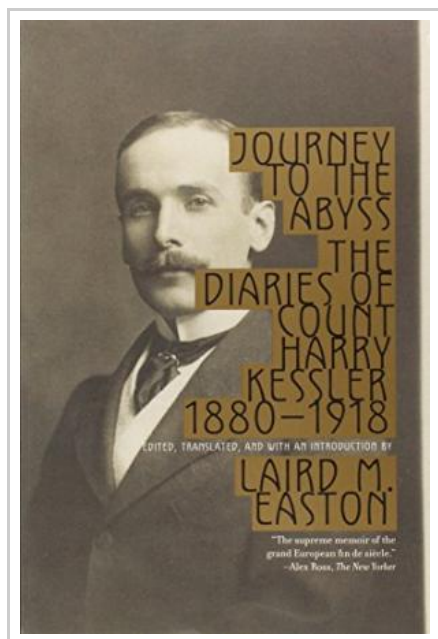 JOURNEY
TO THE
ABYSS
THE
DIARIES OF
COUNT
HARRY
KESSLER
1880–1918
EDITED, TRANSLATED, AND WITH AN INTRODUCTION BY
LAIRD M.
EASTON
"The supreme memoir of the
grand European fin de siècle."
–Alex Ross, The New Yorker